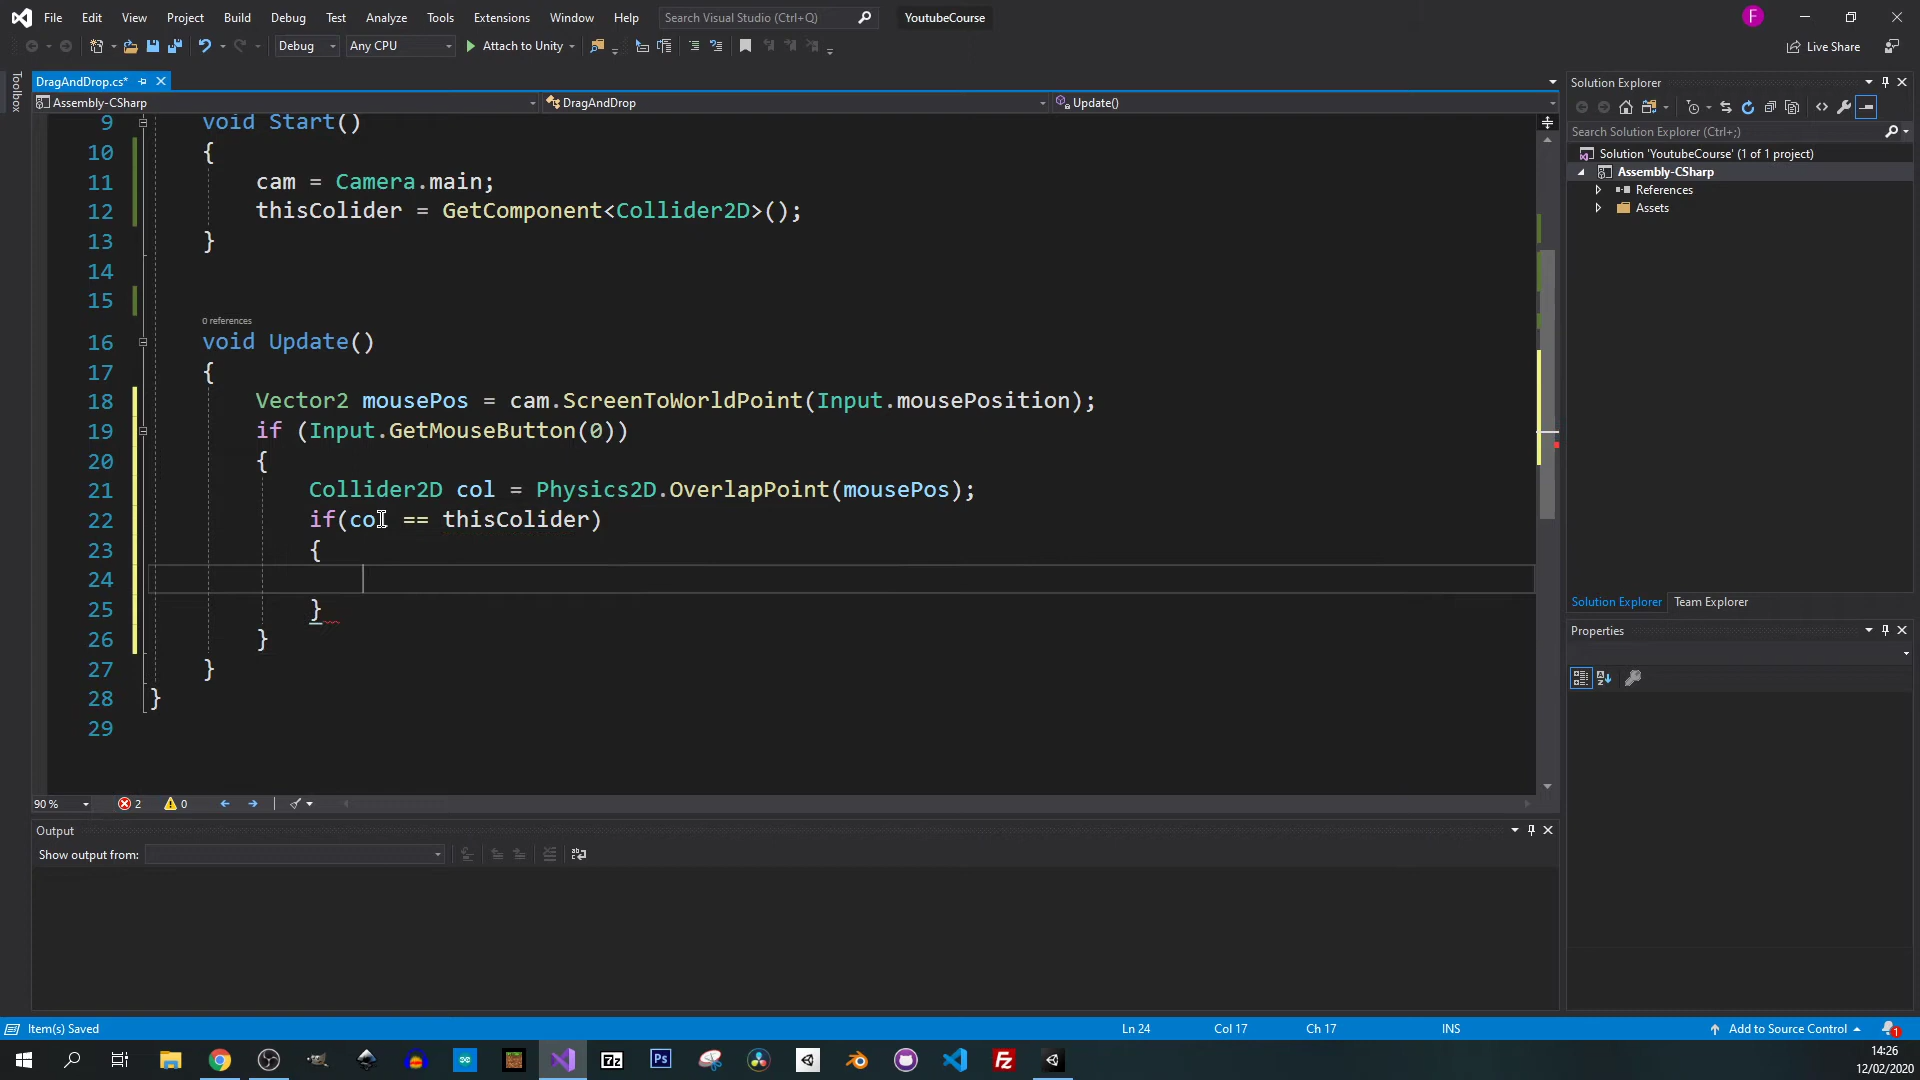 File Edit View Project Build Debug Test Analyze Tools Extensions Window Help Search Visual Studio (Ctrl+Q) YoutubeCourse F
Debug Any CPU Attach to Unity Live Share
Toolbox
DragAndDrop.cs*
Assembly-CSharp DragAndDrop Update()
9 void Start()
10 {
11 cam = Camera.main;
12 thisColider = GetComponent<Collider2D>();
13 }
14
15
0 references
16 void Update()
17 {
18 Vector2 mousePos = cam.ScreenToWorldPoint(Input.mousePosition);
19 if (Input.GetMouseButton(0))
20 {
21 Collider2D col = Physics2D.OverlapPoint(mousePos);
22 if(col == thisColider)
23 {
24
25 }
26 }
27 }
28 }
29
90 % 2 0
Output
Show output from:
Solution Explorer
Search Solution Explorer (Ctrl+;)
Solution 'YoutubeCourse' (1 of 1 project)
Assembly-CSharp
References
Assets
Solution Explorer Team Explorer
Properties
Item(s) Saved Ln 24 Col 17 Ch 17 INS Add to Source Control 1
7z Ps Fz
14:26
12/02/2020